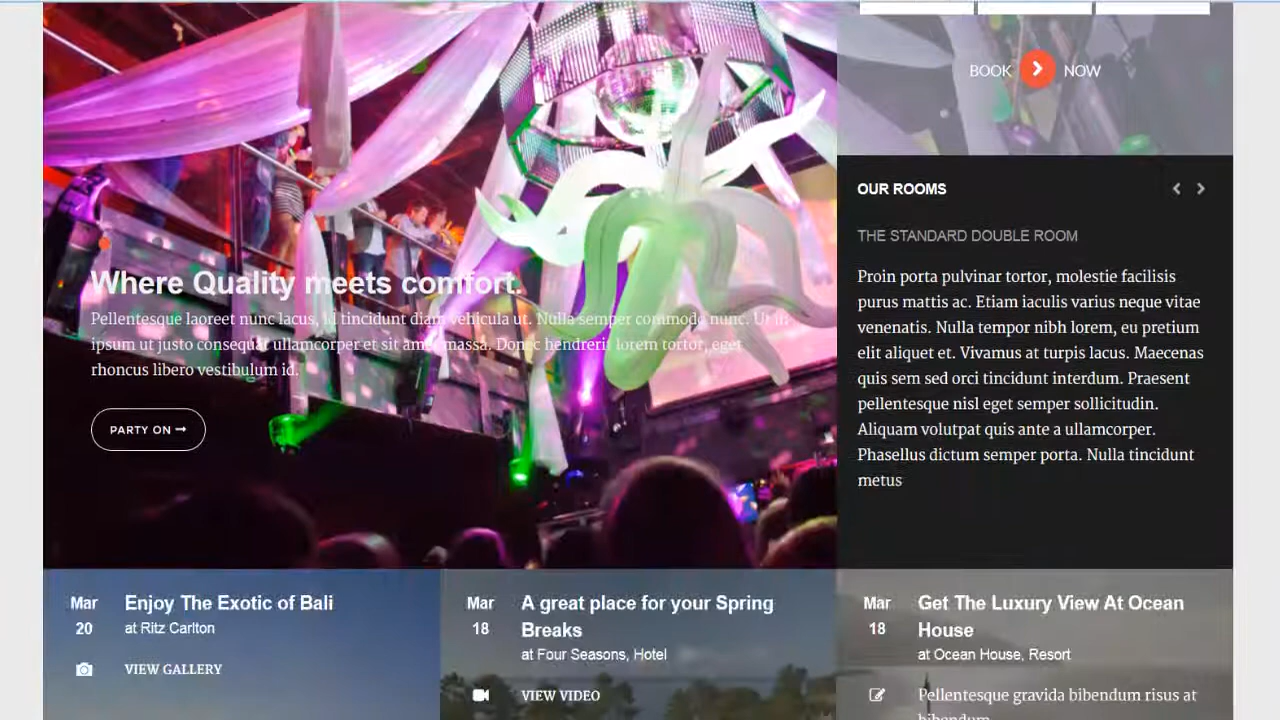 BOOK NOW
Where Quality meets comfort.
Pellentesque laoreet nunc lacus, id tincidunt diam vehicula ut. Nulla semper commodo nunc. Ut in
ipsum ut justo consequat ullamcorper et sit amet massa. Donec hendrerit lorem tortor, eget
rhoncus libero vestibulum id.
PARTY ON
OUR ROOMS
THE STANDARD DOUBLE ROOM
Proin porta pulvinar tortor, molestie facilisis
purus mattis ac. Etiam iaculis varius neque vitae
venenatis. Nulla tempor nibh lorem, eu pretium
elit aliquet et. Vivamus at turpis lacus. Maecenas
quis sem sed orci tincidunt interdum. Praesent
pellentesque nisl eget semper sollicitudin.
Aliquam volutpat quis ante a ullamcorper.
Phasellus dictum semper porta. Nulla tincidunt
metus
Mar
20
Enjoy The Exotic of Bali
at Ritz Carlton
VIEW GALLERY
Mar
18
A great place for your Spring
Breaks
at Four Seasons, Hotel
VIEW VIDEO
Mar
18
Get The Luxury View At Ocean
House
at Ocean House, Resort
Pellentesque gravida bibendum risus at
bibendum